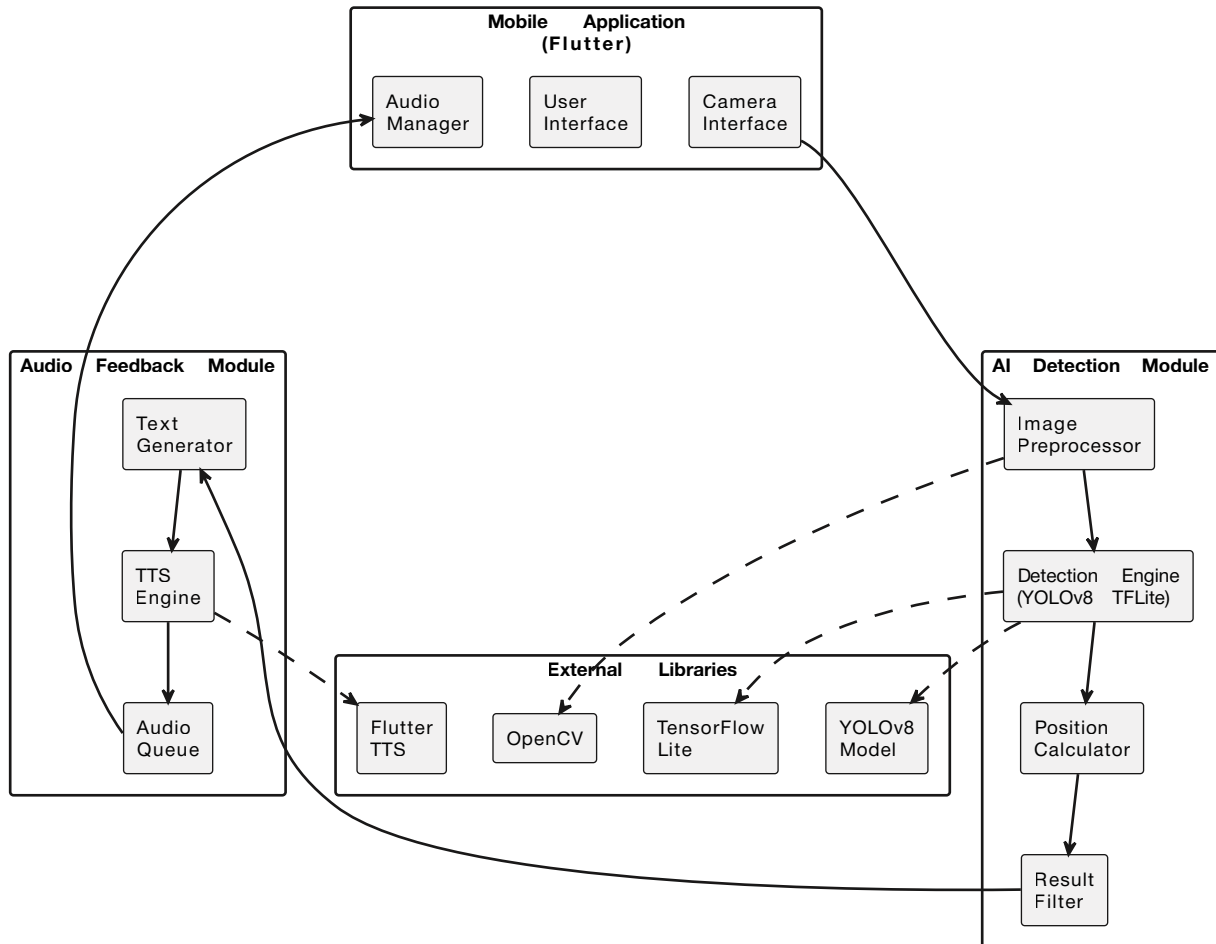 Mobile Application
(Flutter)
Audio
Manager
User
Interface
Camera
Interface
Audio Feedback Module
Text
Generator
TTS
Engine
Audio
Queue
AI Detection Module
Image
Preprocessor
Detection Engine
(YOLOv8 TFLite)
Position
Calculator
Result
Filter
External Libraries
Flutter
TTS
OpenCV
TensorFlow
Lite
YOLOv8
Model